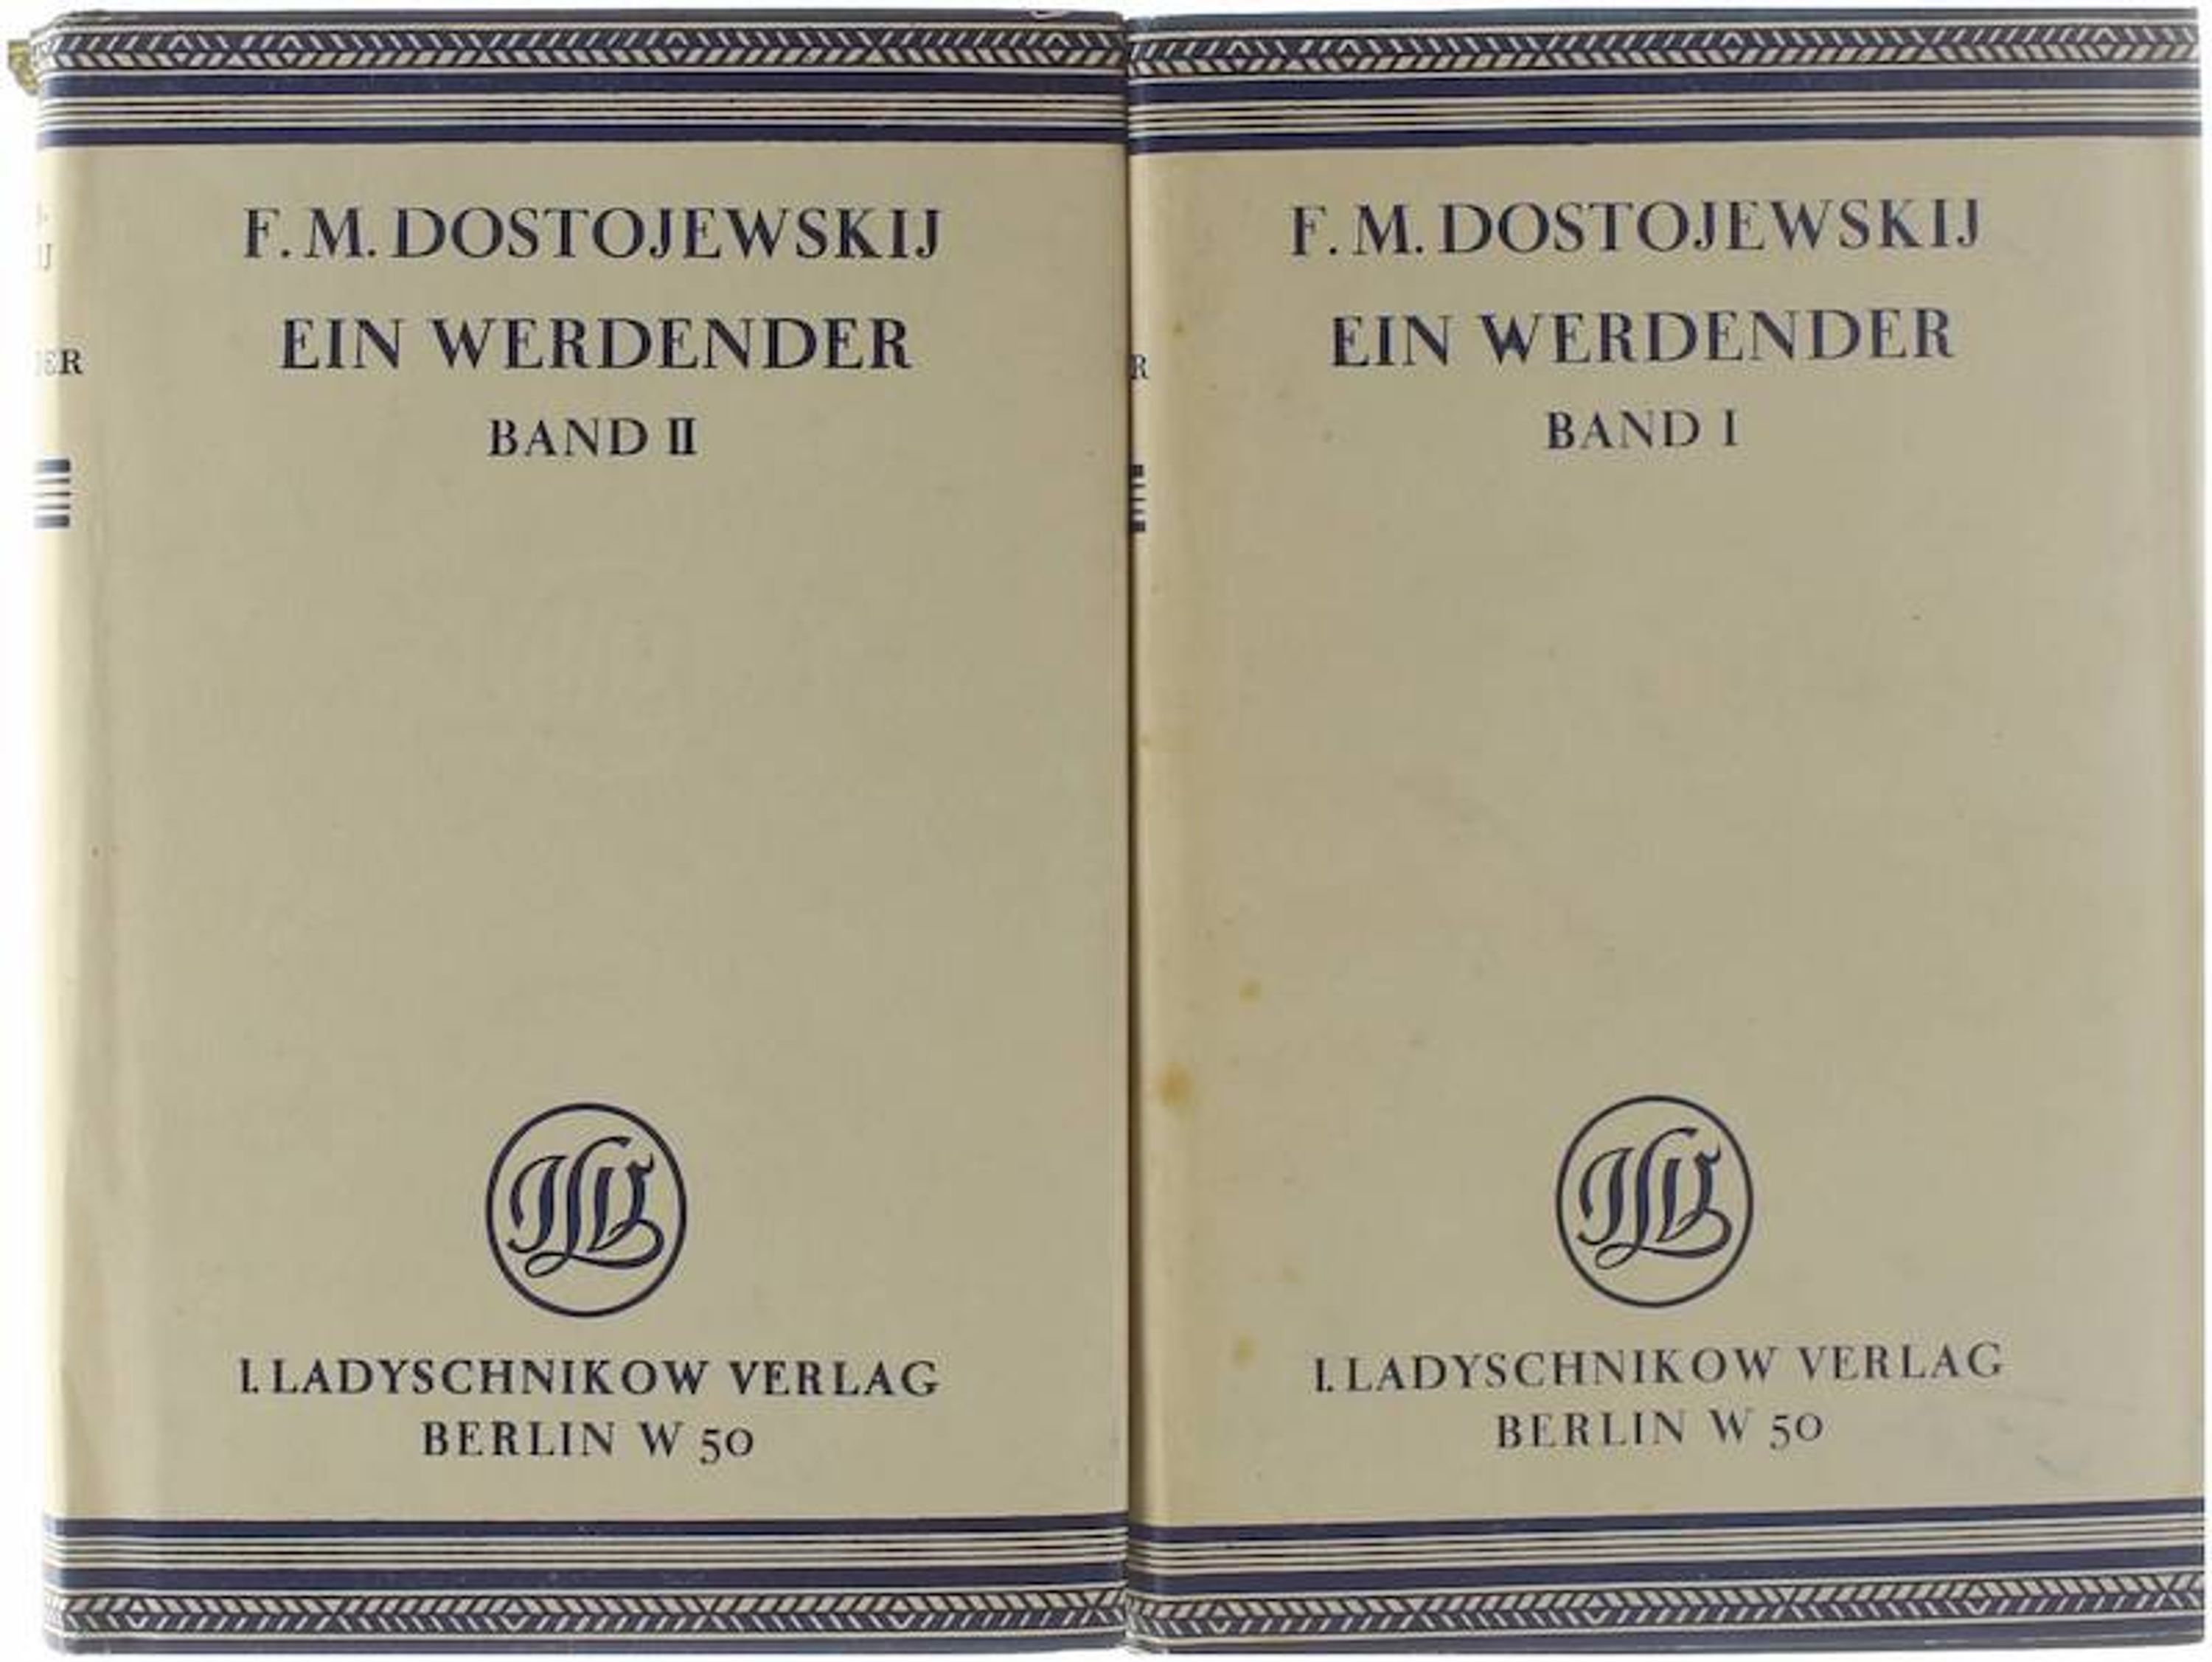 F. M. DOSTOJEWSKIJ
EIN WERDENDER
BAND II
I. LADYSCHNIKOW VERLAG
BERLIN W 50
F. M. DOSTOJEWSKIJ
EIN WERDENDER
BAND I
I. LADYSCHNIKOW VERLAG
BERLIN W 50